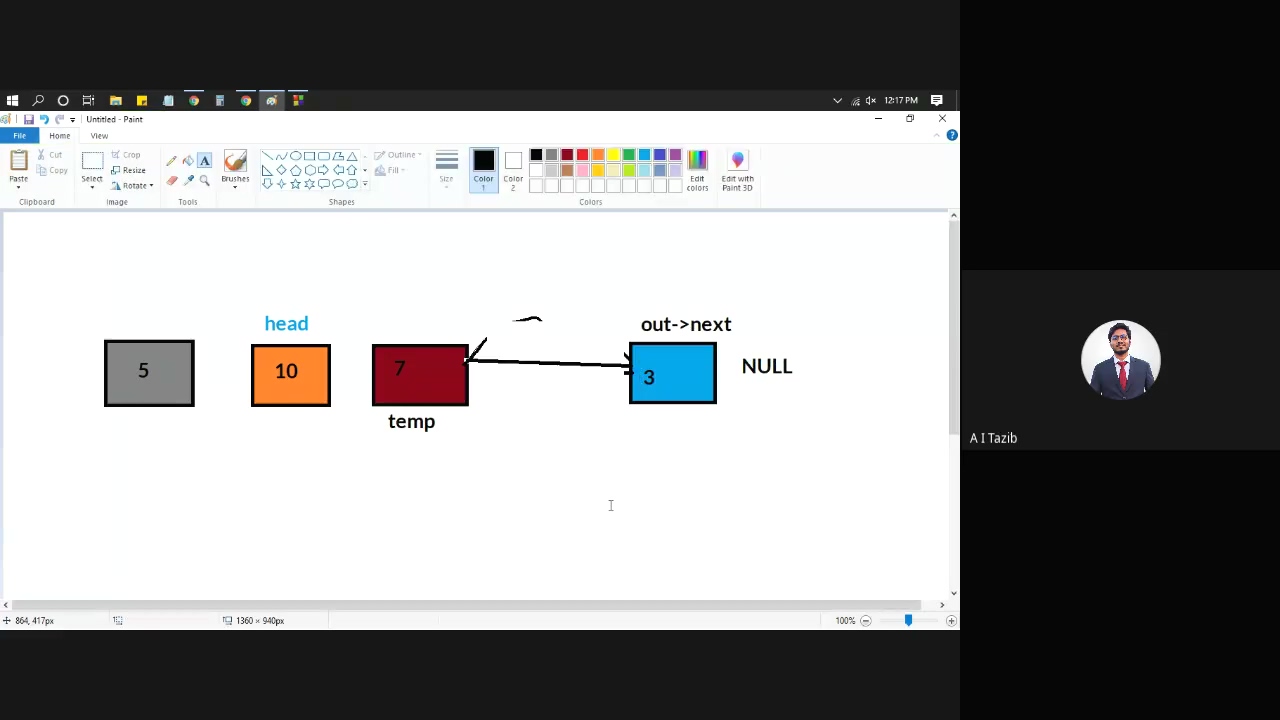 12:17 PM
Untitled - Paint
File Home View
Paste
Cut
Copy
Clipboard
Select
Crop
Resize
Rotate
Image
A
Tools
Brushes
Shapes
Outline
Fill
Size
Color 1
Color 2
Edit colors
Edit with Paint 3D
Colors
head
out->next
5
10
7
3
NULL
temp
A I Tazib
864, 417px
1360 × 940px
100%